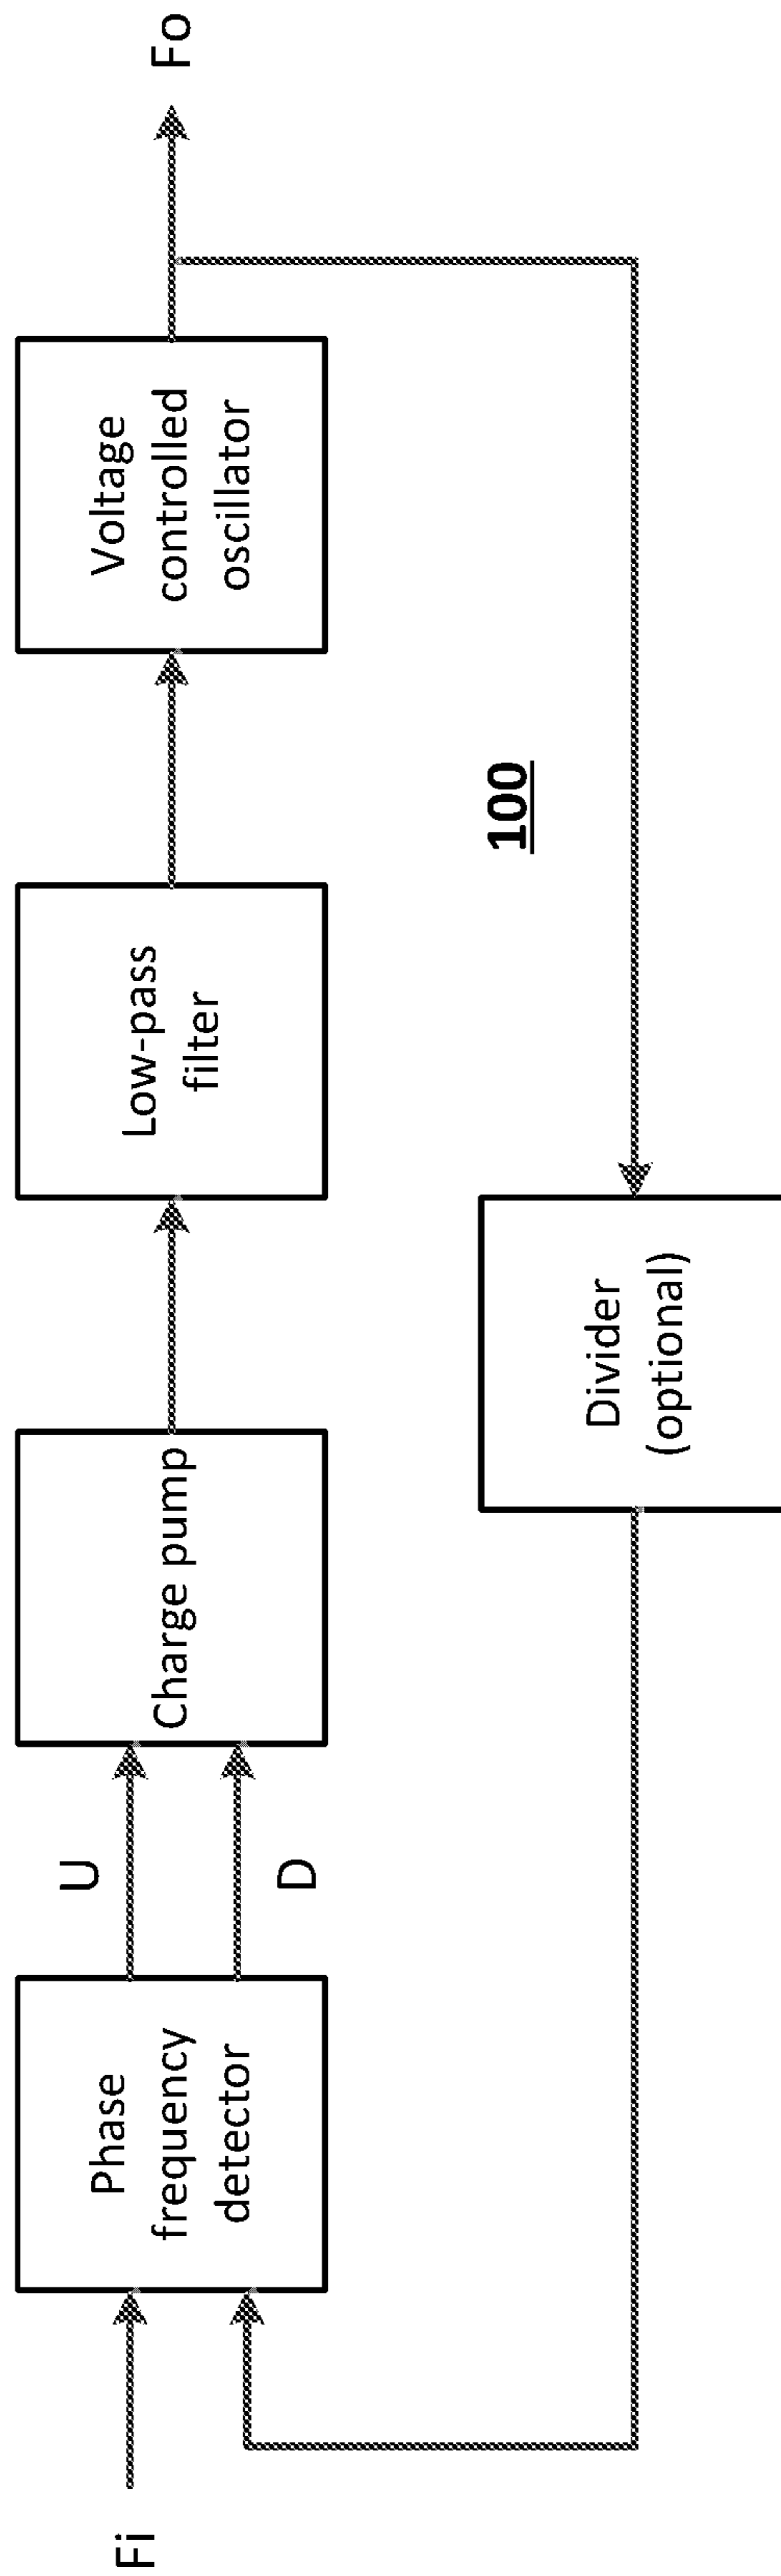 Fi
Phase
frequency
detector
U
D
Charge pump
Low-pass
filter
Voltage
controlled
oscillator
Fo
100
Divider
(optional)